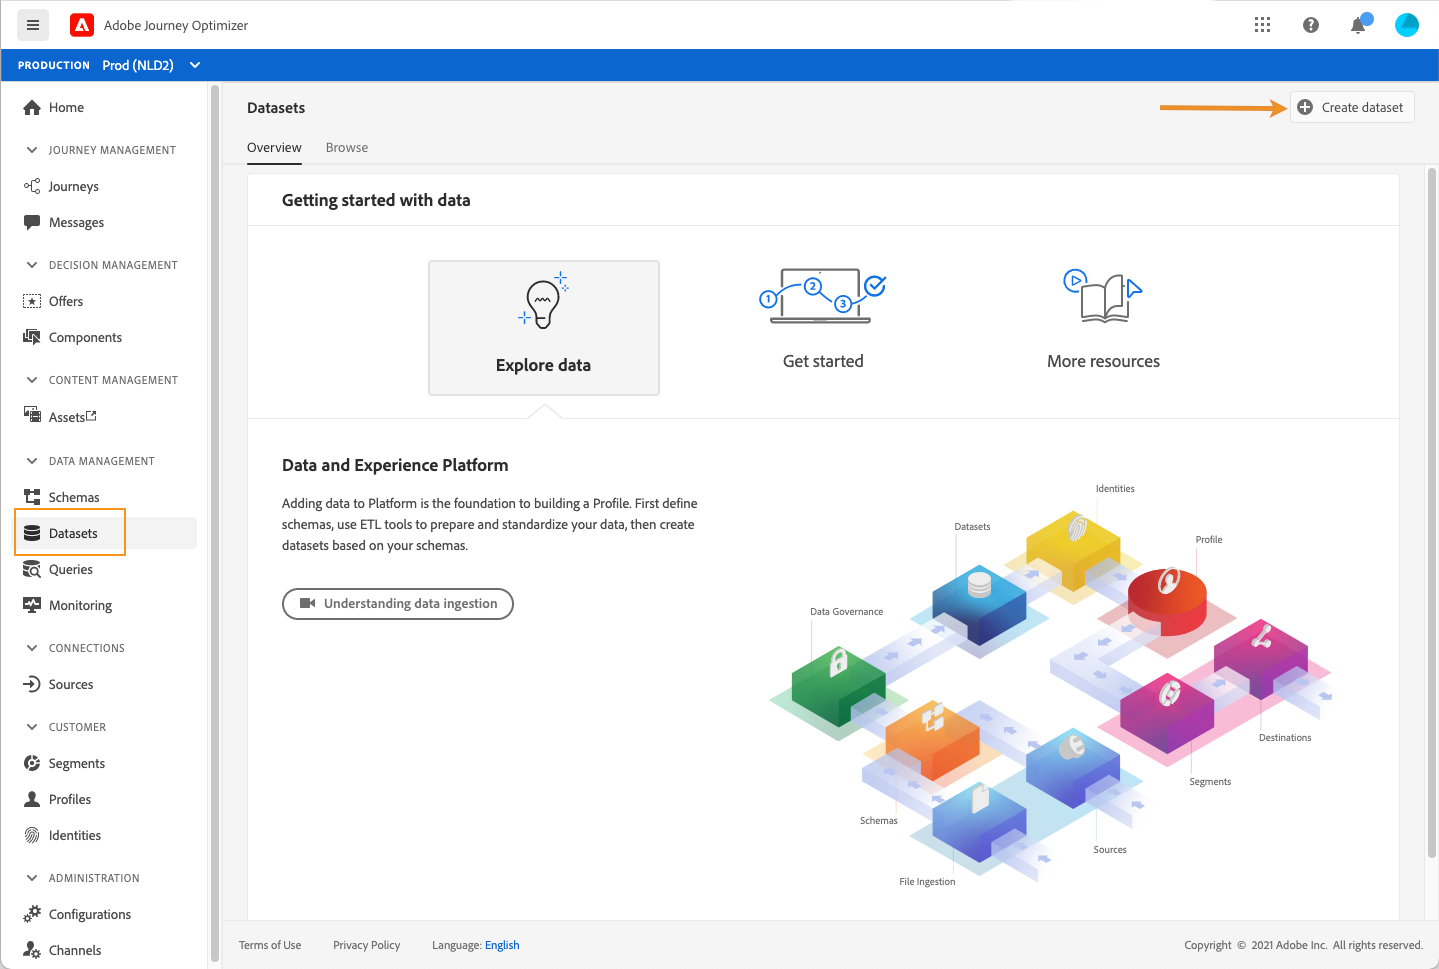 Adobe Journey Optimizer
PRODUCTION Prod (NLD2)
Home
JOURNEY MANAGEMENT
Journeys
Messages
DECISION MANAGEMENT
Offers
Components
CONTENT MANAGEMENT
Assets
DATA MANAGEMENT
Schemas
Datasets
Queries
Monitoring
CONNECTIONS
Sources
CUSTOMER
Segments
Profiles
Identities
ADMINISTRATION
Configurations
Channels
Datasets
Create dataset
Overview Browse
Getting started with data
Explore data
1 2 3
Get started
More resources
Data and Experience Platform
Adding data to Platform is the foundation to building a Profile. First define
schemas, use ETL tools to prepare and standardize your data, then create
datasets based on your schemas.
Understanding data ingestion
Identities
Datasets
Profile
Data Governance
Destinations
Segments
Schemas
Sources
File Ingestion
Terms of Use Privacy Policy Language: English
Copyright © 2021 Adobe Inc. All rights reserved.